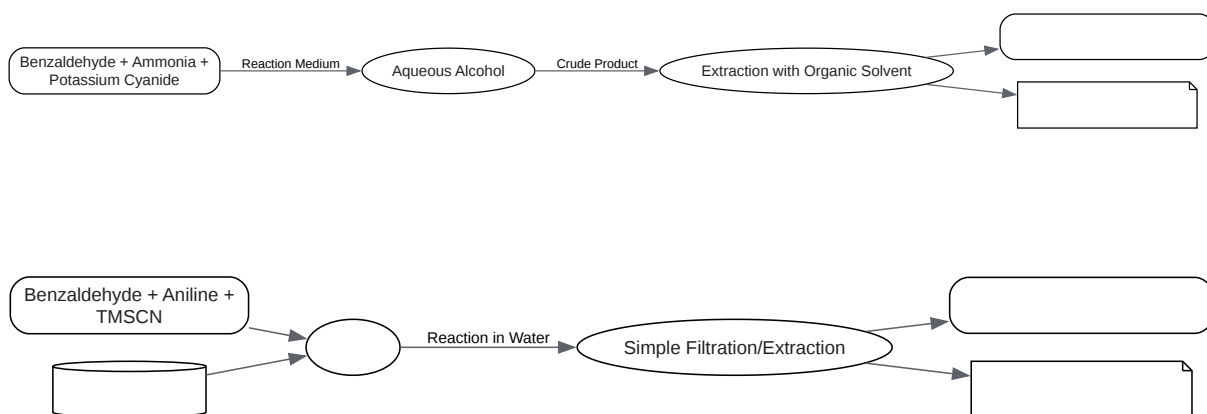 Benzaldehyde + Ammonia +
Potassium Cyanide
Reaction Medium
Aqueous Alcohol
Crude Product
Extraction with Organic Solvent
Benzaldehyde + Aniline +
TMSCN
Reaction in Water
Simple Filtration/Extraction